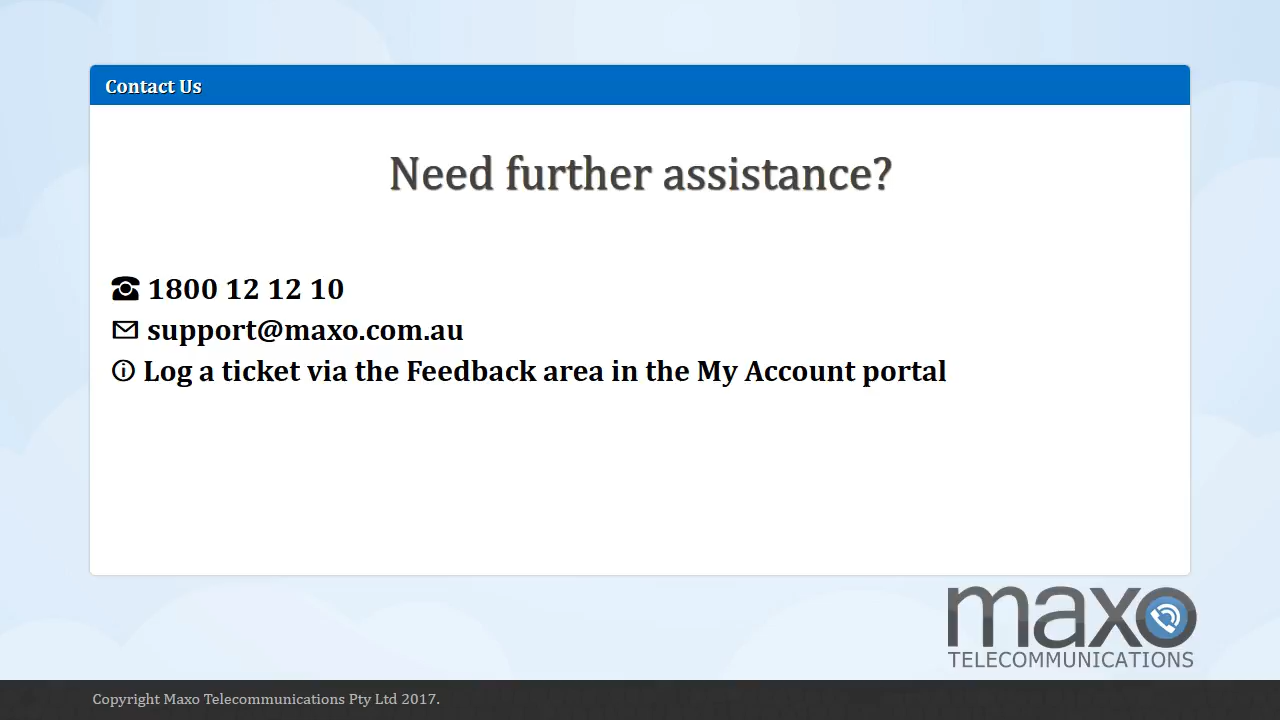 Contact Us
Need further assistance?
☎ 1800 12 12 10
✉ support@maxo.com.au
ⓘ Log a ticket via the Feedback area in the My Account portal
maxo
TELECOMMUNICATIONS
Copyright Maxo Telecommunications Pty Ltd 2017.